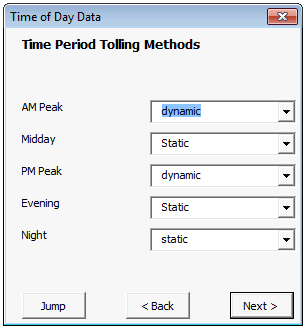 Time of Day Data
Time Period Tolling Methods
AM Peak dynamic
Midday Static
PM Peak dynamic
Evening Static
Night static
Jump < Back Next >